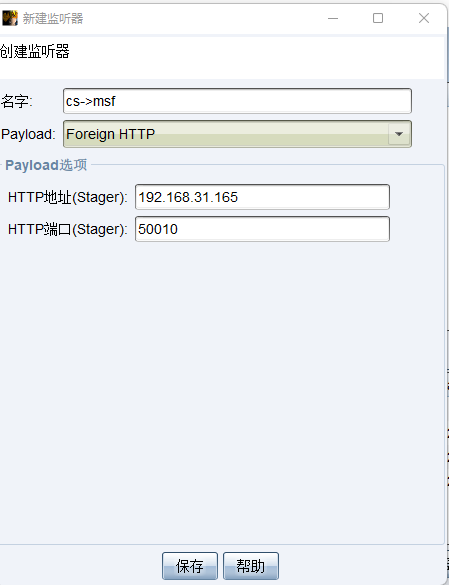 新建监听器
创建监听器
名字: cs->msf
Payload: Foreign HTTP
Payload选项
HTTP地址(Stager): 192.168.31.165
HTTP端口(Stager): 50010
保存 帮助